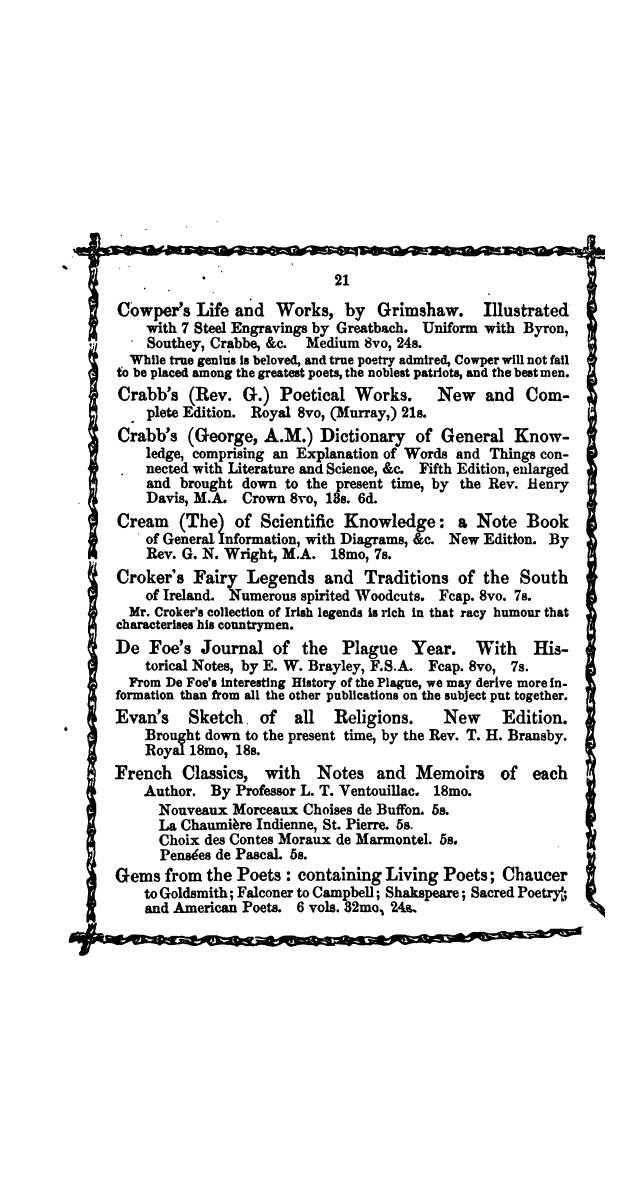 21
Cowper's Life and Works, by Grimshaw. Illustrated
with 7 Steel Engravings by Greatbach. Uniform with Byron,
Southey, Crabbe, &c. Medium 8vo, 24s.
While true genius is beloved, and true poetry admired, Cowper will not fail
to be placed among the greatest poets, the noblest patriots, and the best men.
Crabb's (Rev. G.) Poetical Works. New and Com-
plete Edition. Royal 8vo, (Murray,) 21s.
Crabb's (George, A.M.) Dictionary of General Know-
ledge, comprising an Explanation of Words and Things con-
nected with Literature and Science, &c. Fifth Edition, enlarged
and brought down to the present time, by the Rev. Henry
Davis, M.A. Crown 8vo, 13s. 6d.
Cream (The) of Scientific Knowledge: a Note Book
of General Information, with Diagrams, &c. New Edition. By
Rev. G. N. Wright, M.A. 18mo, 7s.
Croker's Fairy Legends and Traditions of the South
of Ireland. Numerous spirited Woodcuts. Fcap. 8vo. 7s.
Mr. Croker's collection of Irish legends is rich in that racy humour that
characterises his countrymen.
De Foe's Journal of the Plague Year. With His-
torical Notes, by E. W. Brayley, F.S.A. Fcap. 8vo, 7s.
From De Foe's interesting History of the Plague, we may derive more in-
formation than from all the other publications on the subject put together.
Evan's Sketch of all Religions. New Edition.
Brought down to the present time, by the Rev. T. H. Bransby.
Royal 18mo, 18s.
French Classics, with Notes and Memoirs of each
Author. By Professor L. T. Ventouillac. 18mo.
Nouveaux Morceaux Choises de Buffon. 5s.
La Chaumière Indienne, St. Pierre. 5s.
Choix des Contes Moraux de Marmontel. 5s.
Pensées de Pascal. 5s.
Gems from the Poets: containing Living Poets; Chaucer
to Goldsmith; Falconer to Campbell; Shakspeare; Sacred Poetry;
and American Poets. 6 vols. 32mo, 24s.